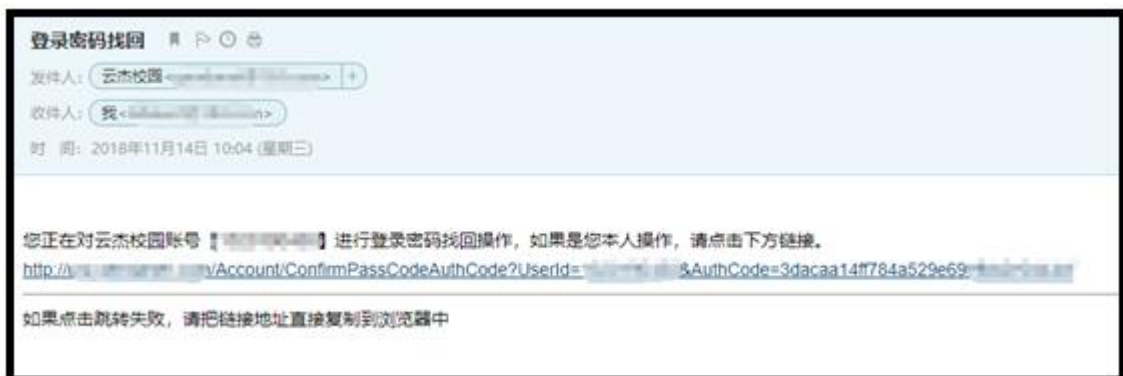 登录密码找回
发件人: 云杰校园< > +
收件人: 我< n>
时 间: 2018年11月14日 10:04 (星期三)
您正在对云杰校园账号【 】进行登录密码找回操作, 如果是您本人操作, 请点击下方链接。
http:// /Account/ConfirmPassCodeAuthCode?UserId= &AuthCode=3dacaa14ff784a529e69
如果点击跳转失败, 请把链接地址直接复制到浏览器中